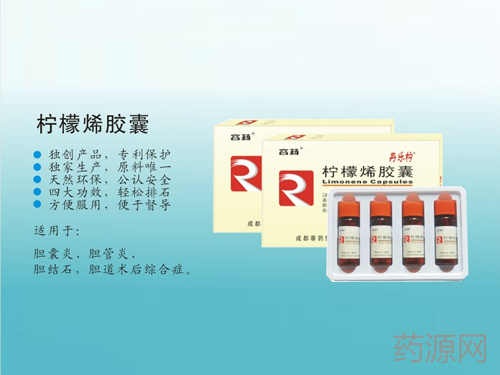 柠檬烯胶囊
独创产品，专利保护
独家生产，原料唯一
天然环保，公认安全
四大功效，轻松排石
方便服用，便于督导
适用于：
胆囊炎、胆管炎、
胆结石，胆道术后综合症。
丹乐柠
柠檬烯胶囊
Limonene Capsules
成都蓉药
药源网